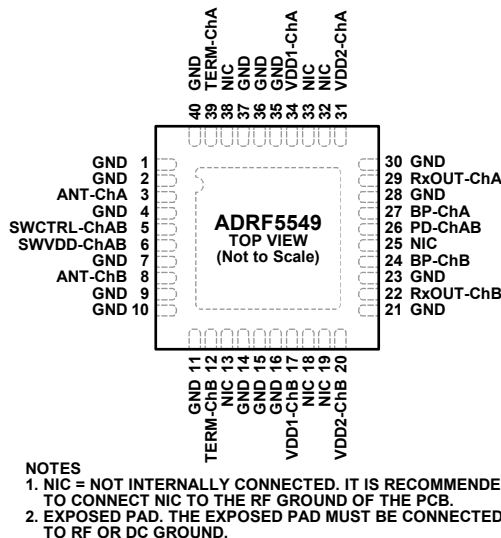 40 GND
39 TERM-ChA
38 NIC
37 GND
36 GND
35 GND
34 VDD1-ChA
33 NIC
32 NIC
31 VDD2-ChA
GND 1
GND 2
ANT-ChA 3
GND 4
SWCTRL-ChAB 5
SWVDD-ChAB 6
GND 7
ANT-ChB 8
GND 9
GND 10
ADRF5549
TOP VIEW
(Not to Scale)
30 GND
29 RxOUT-ChA
28 GND
27 BP-ChA
26 PD-ChAB
25 NIC
24 BP-ChB
23 GND
22 RxOUT-ChB
21 GND
GND 11
TERM-ChB 12
NIC 13
GND 14
GND 15
GND 16
VDD1-ChB 17
NIC 18
NIC 19
VDD2-ChB 20
NOTES
1. NIC = NOT INTERNALLY CONNECTED. IT IS RECOMMENDE
TO CONNECT NIC TO THE RF GROUND OF THE PCB.
2. EXPOSED PAD. THE EXPOSED PAD MUST BE CONNECTED
TO RF OR DC GROUND.